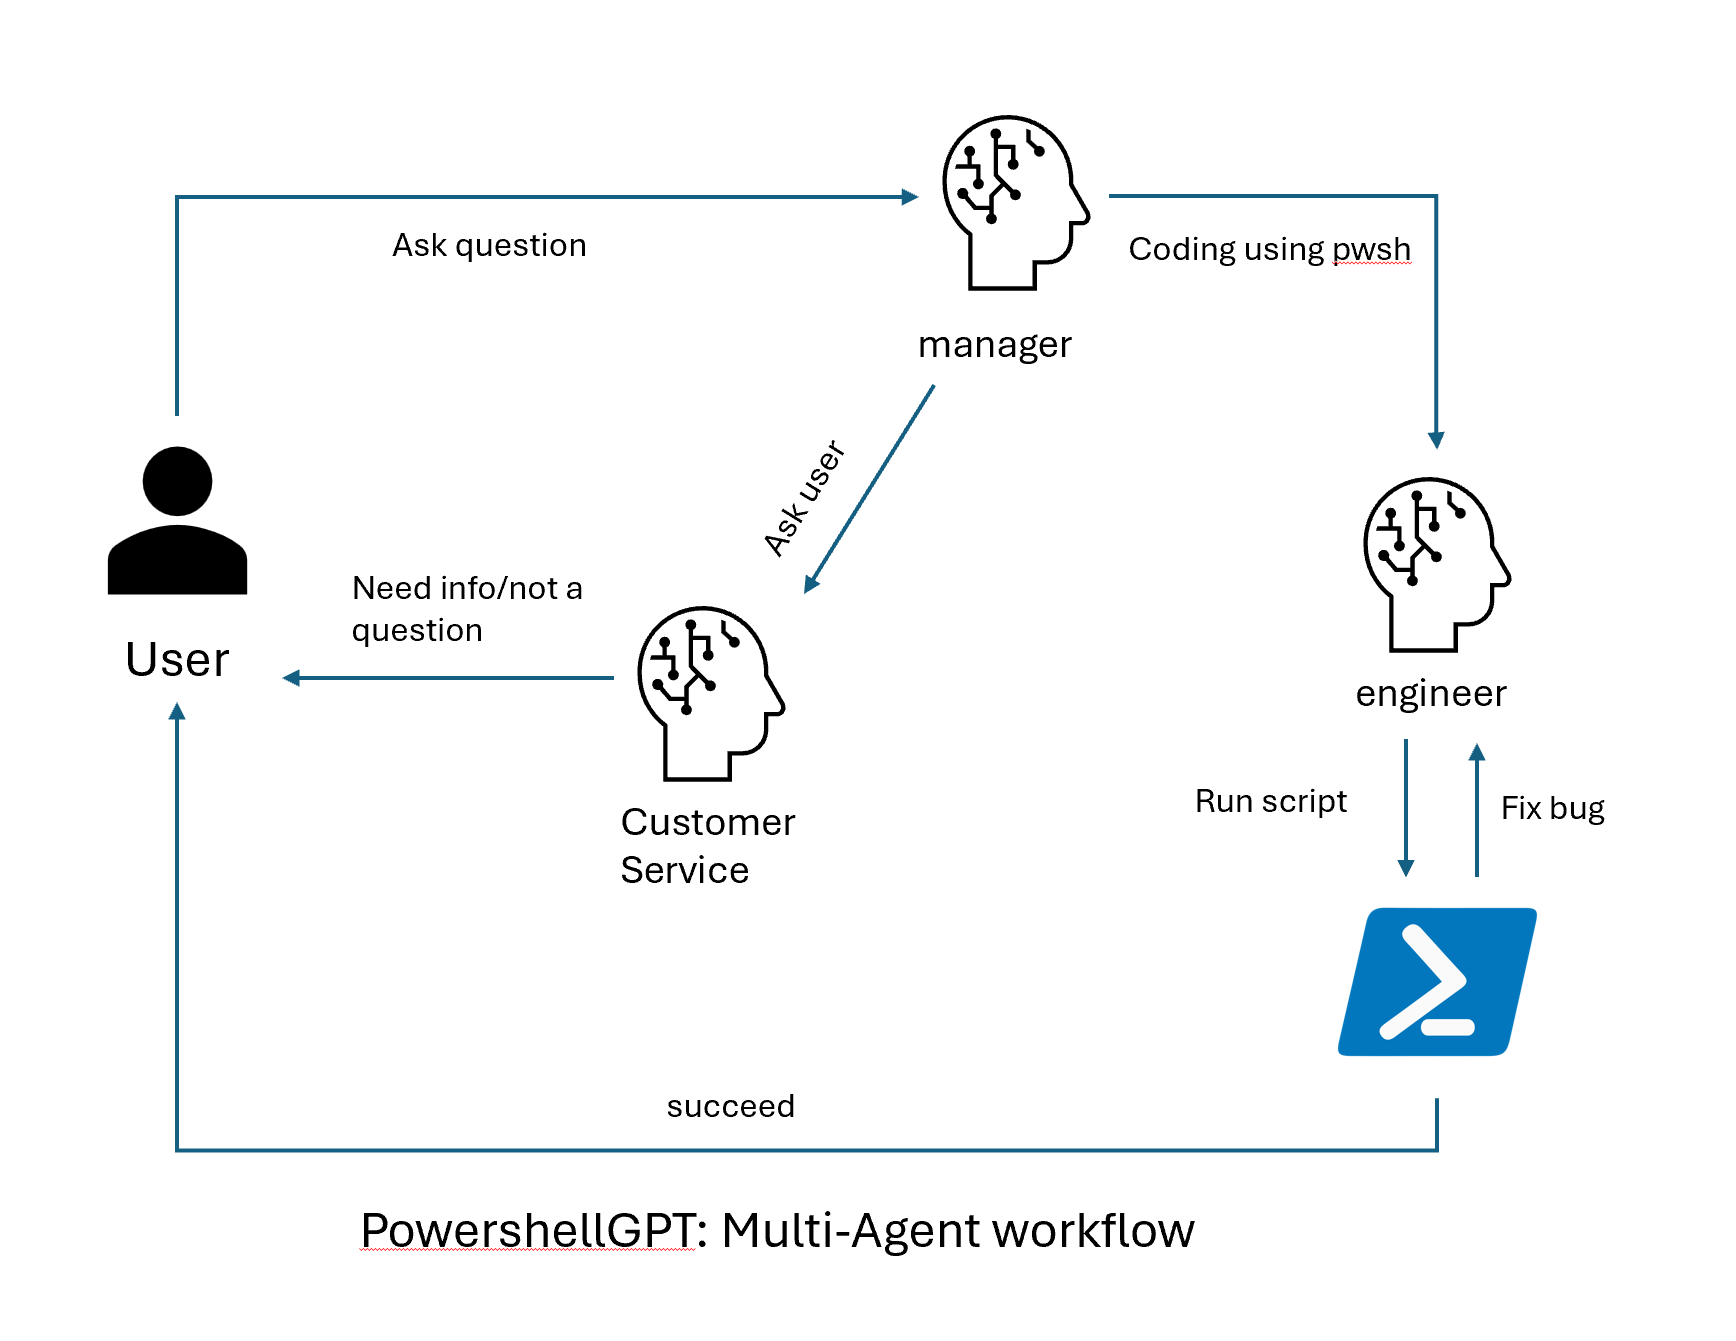 Ask question
Coding using pwsh
manager
Ask user
Need info/not a
question
User
engineer
Customer
Service
Run script
Fix bug
succeed
PowershellGPT: Multi-Agent workflow